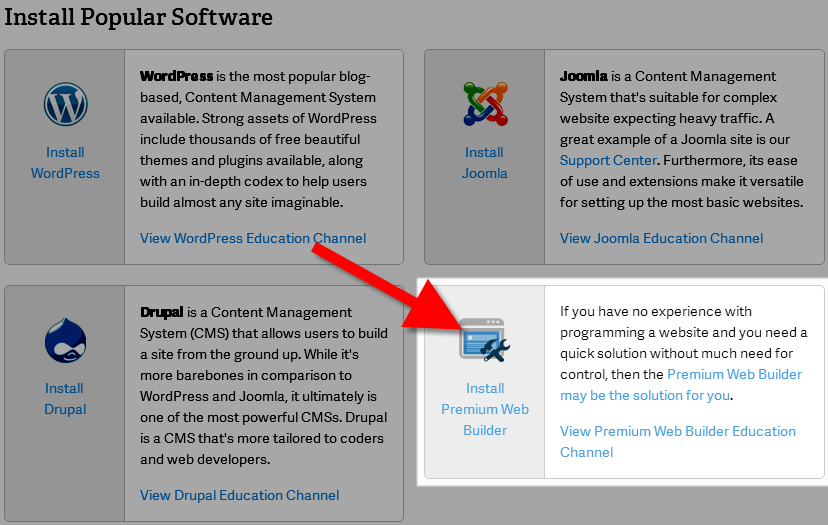 Install Popular Software
Install
WordPress
WordPress is the most popular blog-
based, Content Management System
available. Strong assets of WordPress
include thousands of free beautiful
themes and plugins available, along
with an in-depth codex to help users
build almost any site imaginable.
View WordPress Education Channel
Install
Joomla
Joomla is a Content Management
System that's suitable for complex
website expecting heavy traffic. A
great example of a Joomla site is our
Support Center. Furthermore, its ease
of use and extensions make it versatile
for setting up the most basic websites.
View Joomla Education Channel
Install
Drupal
Drupal is a Content Management
System (CMS) that allows users to build
a site from the ground up. While it's
more barebones in comparison to
WordPress and Joomla, it ultimately is
one of the most powerful CMSs. Drupal
is a CMS that's more tailored to coders
and web developers.
View Drupal Education Channel
Install
Premium Web
Builder
If you have no experience with
programming a website and you need a
quick solution without much need for
control, then the Premium Web Builder
may be the solution for you.
View Premium Web Builder Education
Channel